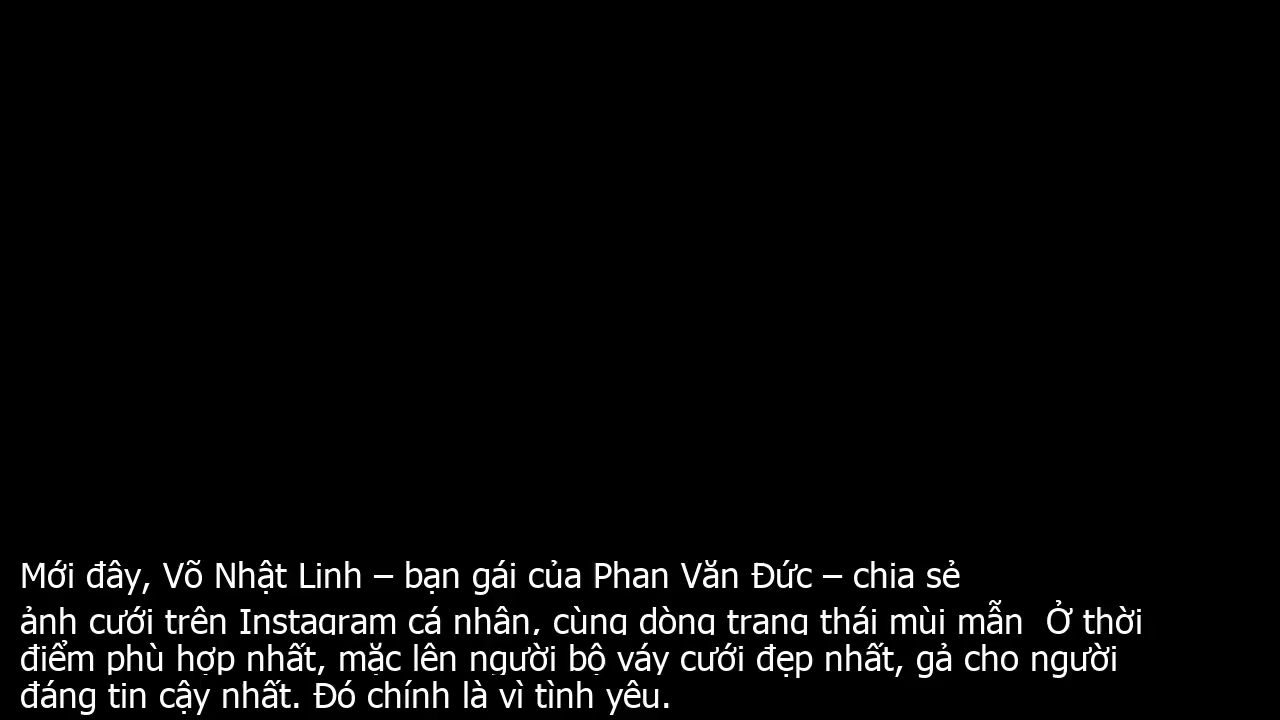 Mới đây, Võ Nhật Linh – bạn gái của Phan Văn Đức – chia sẻ
ảnh cưới trên Instagram cá nhân, cùng dòng trạng thái mùi mẫn Ở thời
điểm phù hợp nhất, mặc lên người bộ váy cưới đẹp nhất, gả cho người
đáng tin cậy nhất. Đó chính là vì tình yêu.